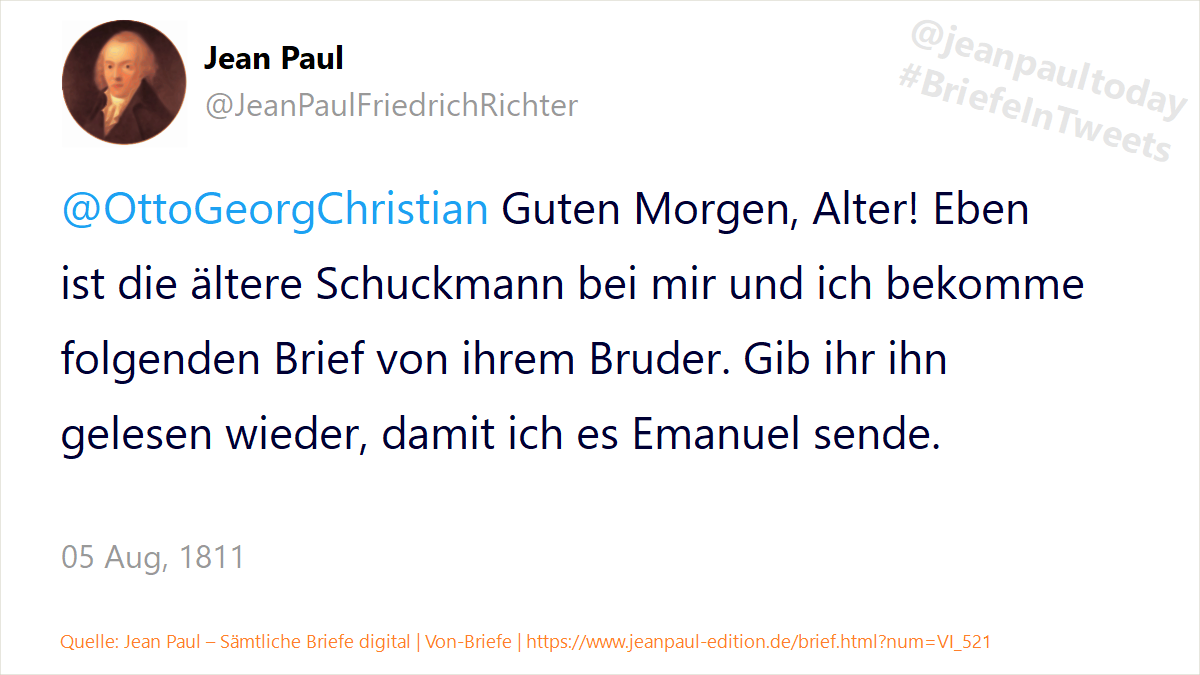 Jean Paul
@JeanPaulFriedrichRichter
@jeanpaultoday
#BriefeInTweets
@OttoGeorgChristian Guten Morgen, Alter! Eben
ist die ältere Schuckmann bei mir und ich bekomme
folgenden Brief von ihrem Bruder. Gib ihr ihn
gelesen wieder, damit ich es Emanuel sende.
05 Aug, 1811
Quelle: Jean Paul – Sämtliche Briefe digital | Von-Briefe | https://www.jeanpaul-edition.de/brief.html?num=VI_521